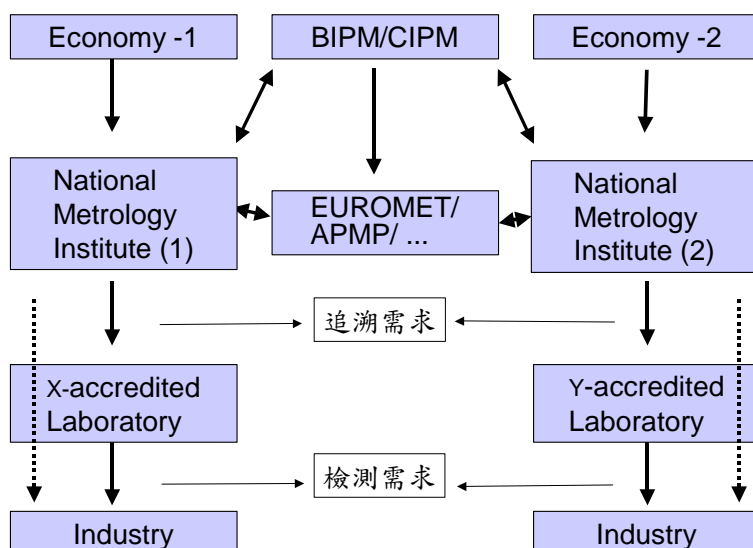 Economy -1
BIPM/CIPM
Economy -2
National
Metrology
Institute (1)
EUROMET/
APMP/ ...
National
Metrology
Institute (2)
追溯需求
X-accredited
Laboratory
Y-accredited
Laboratory
檢測需求
Industry
Industry